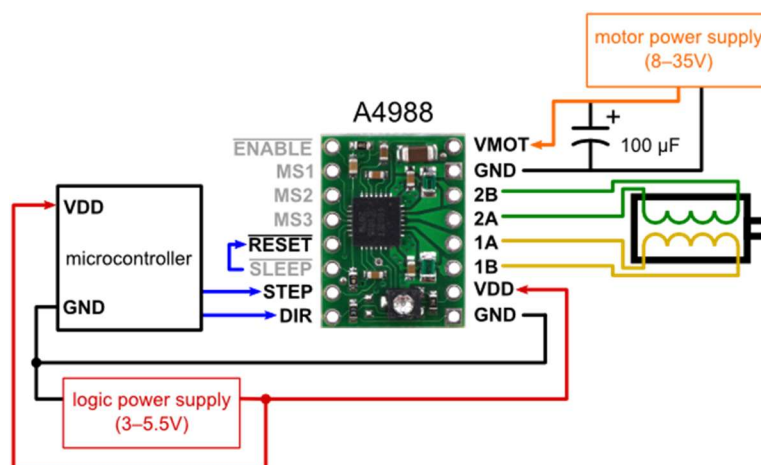 motor power supply
(8–35V)
A4988
ENABLE
MS1
MS2
MS3
RESET
SLEEP
STEP
DIR
VMOT
GND
2B
2A
1A
1B
VDD
GND
+
100 µF
VDD
microcontroller
GND
logic power supply
(3–5.5V)